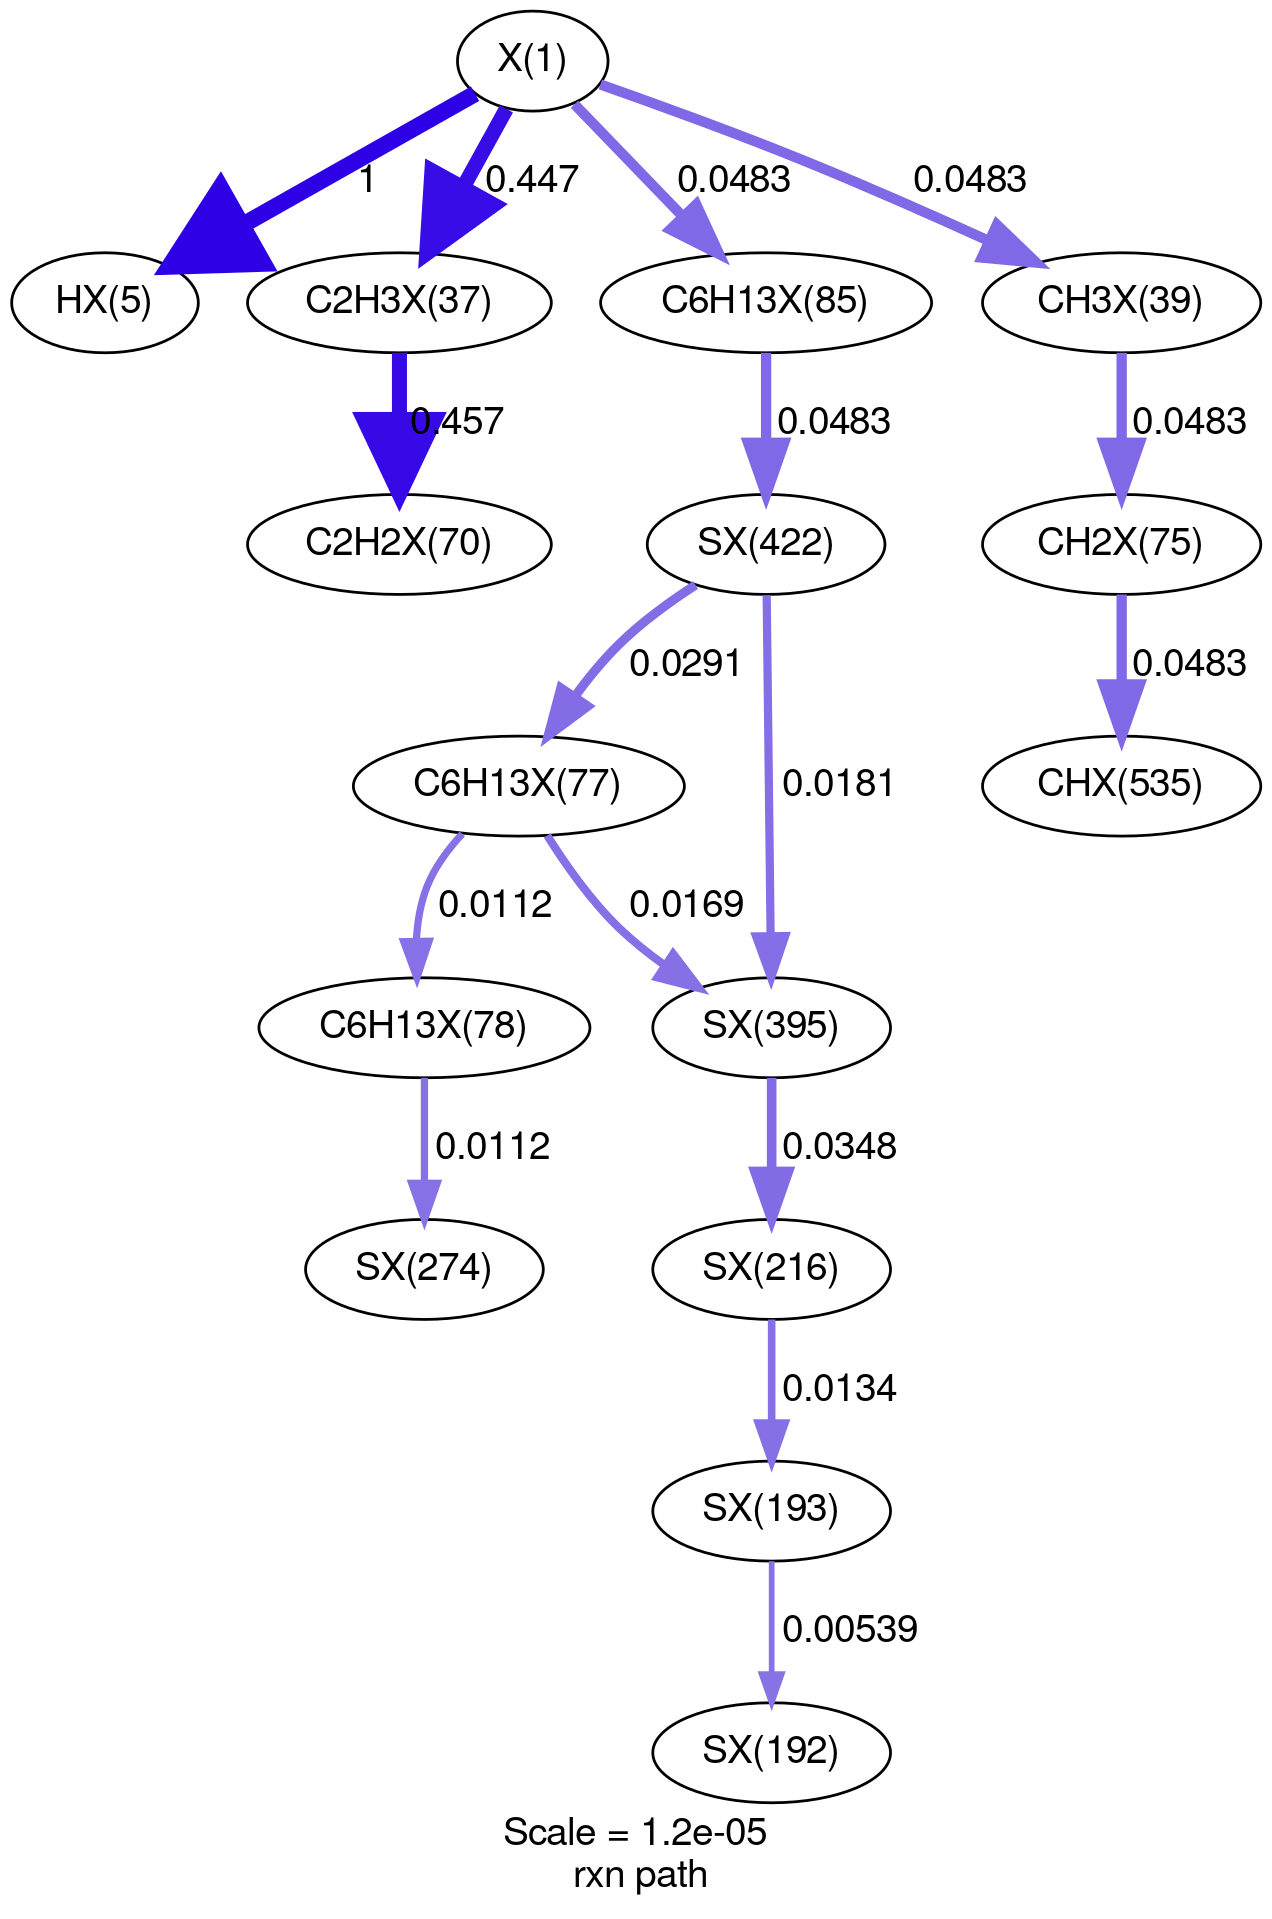 X(1)
1
0.447
0.0483
0.0483
HX(5)
C2H3X(37)
C6H13X(85)
CH3X(39)
0.457
0.0483
0.0483
C2H2X(70)
SX(422)
CH2X(75)
0.0291
0.0483
0.0181
C6H13X(77)
CHX(535)
0.0112
0.0169
C6H13X(78)
SX(395)
0.0112
0.0348
SX(274)
SX(216)
0.0134
SX(193)
0.00539
SX(192)
Scale = 1.2e-05
rxn path